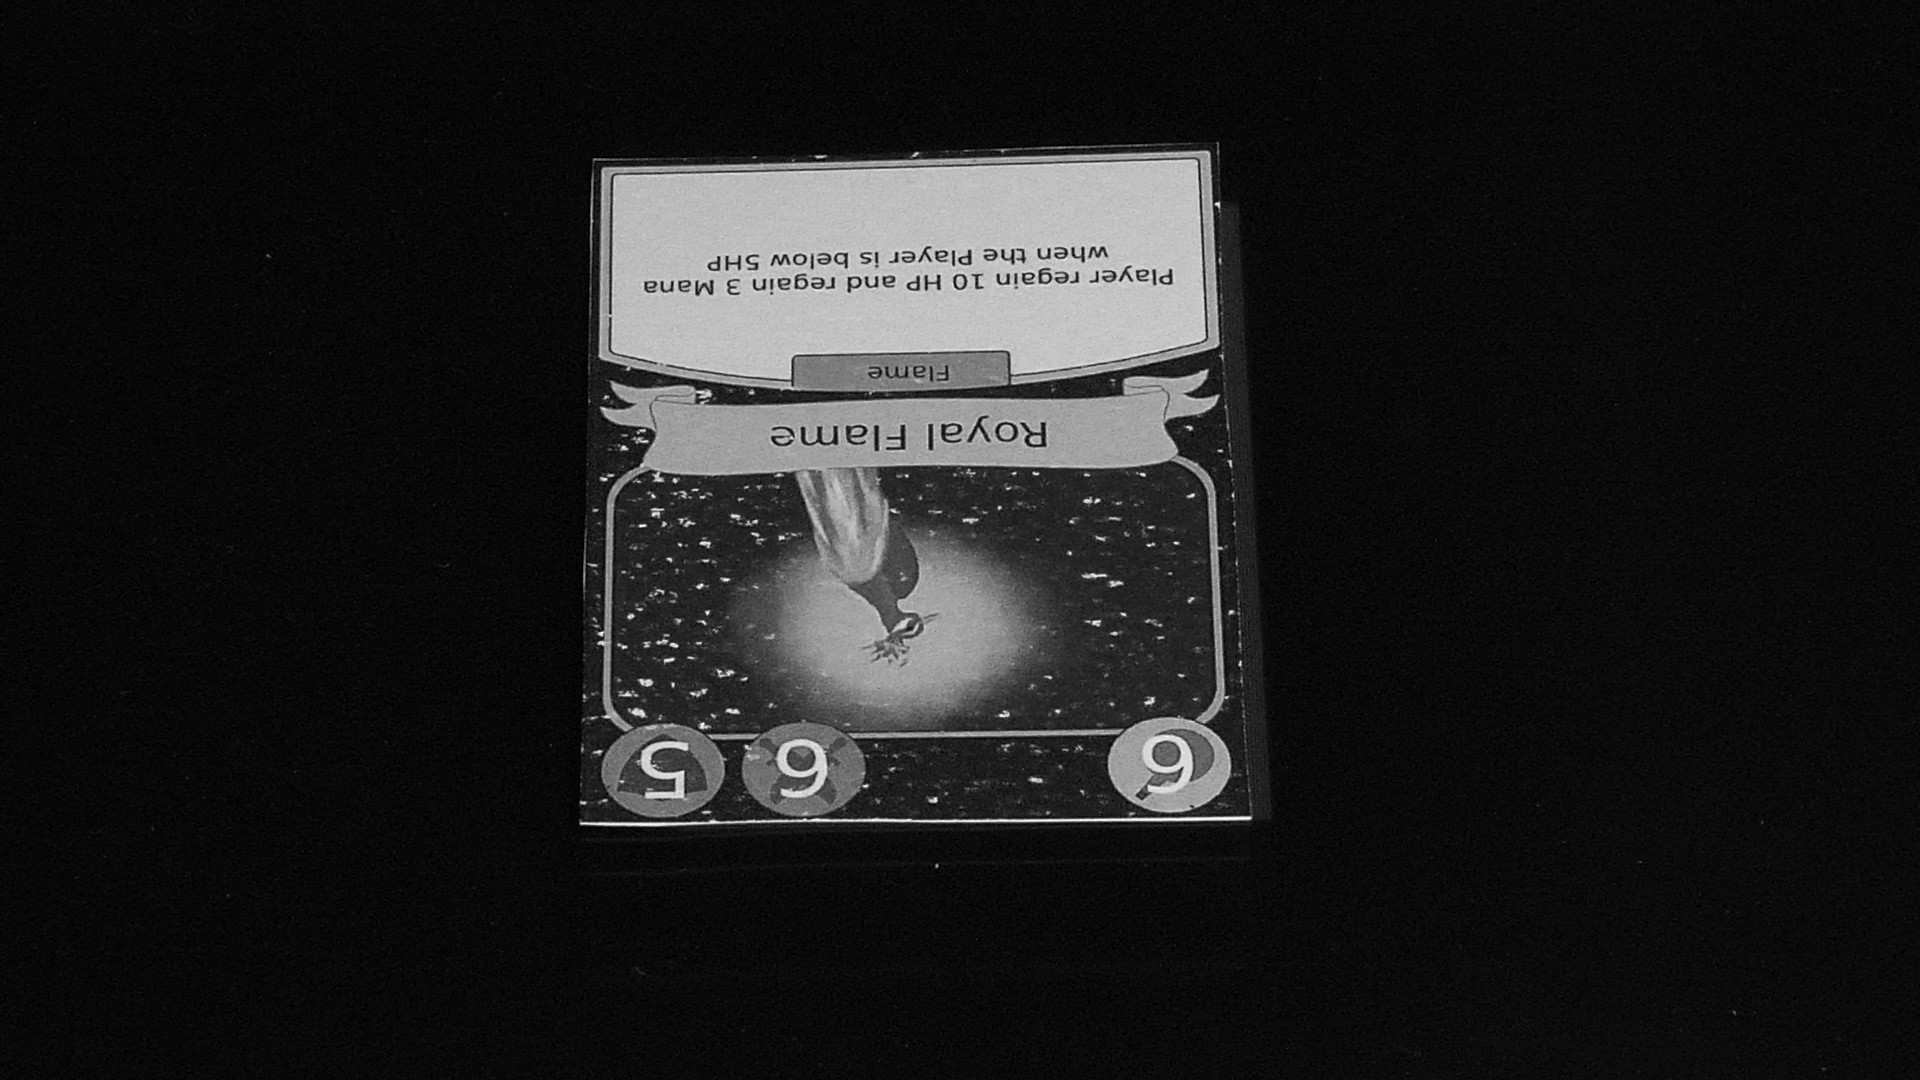 6 6 5
Royal Flame
Flame
Player regain 10 HP and regain 3 Mana
when the Player is below 5HP